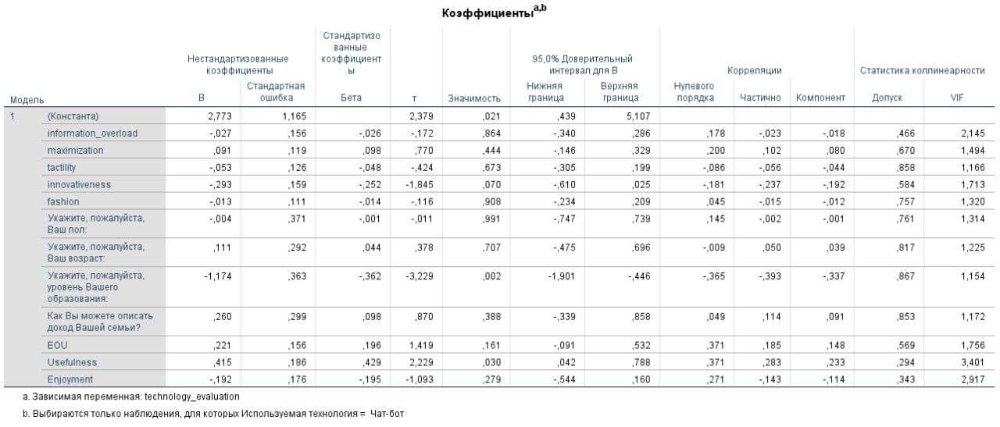 Коэффициентыa,b
Модель Нестандартизованные коэффициенты Стандартизованные коэффициенты т Значимость 95,0% Доверительный интервал для B Корреляции Статистика коллинеарности
B Стандартная ошибка Бета Нижняя граница Верхняя граница Нулевого порядка Частично Компонент Допуск VIF
1 (Константа) 2,773 1,165 2,379 ,021 ,439 5,107
information_overload -,027 ,156 -,026 -,172 ,864 -,340 ,286 ,178 -,023 -,018 ,466 2,145
maximization ,091 ,119 ,098 ,770 ,444 -,146 ,329 ,200 ,102 ,080 ,670 1,494
tactility -,053 ,126 -,048 -,424 ,673 -,305 ,199 -,086 -,056 -,044 ,858 1,166
innovativeness -,293 ,159 -,252 -1,845 ,070 -,610 ,025 -,181 -,237 -,192 ,584 1,713
fashion -,013 ,111 -,014 -,116 ,908 -,234 ,209 ,045 -,015 -,012 ,757 1,320
Укажите, пожалуйста, -,004 ,371 -,001 -,011 ,991 -,747 ,739 ,145 -,002 -,001 ,761 1,314
Ваш пол:
Укажите, пожалуйста, ,111 ,292 ,044 ,378 ,707 -,475 ,696 -,009 ,050 ,039 ,817 1,225
Ваш возраст:
Укажите, пожалуйста, -1,174 ,363 -,362 -3,229 ,002 -1,901 -,446 -,365 -,393 -,337 ,867 1,154
уровень Вашего
образования:
Как Вы можете описать ,260 ,299 ,098 ,870 ,388 -,339 ,858 ,049 ,114 ,091 ,853 1,172
доход Вашей семьи?
EOU ,221 ,156 ,196 1,419 ,161 -,091 ,532 ,371 ,185 ,148 ,569 1,756
Usefulness ,415 ,186 ,429 2,229 ,030 ,042 ,788 ,371 ,283 ,233 ,294 3,401
Enjoyment -,192 ,176 -,195 -1,093 ,279 -,544 ,160 ,271 -,143 -,114 ,343 2,917
a. Зависимая переменная: technology_evaluation
b. Выбираются только наблюдения, для которых Используемая технология = Чат-бот